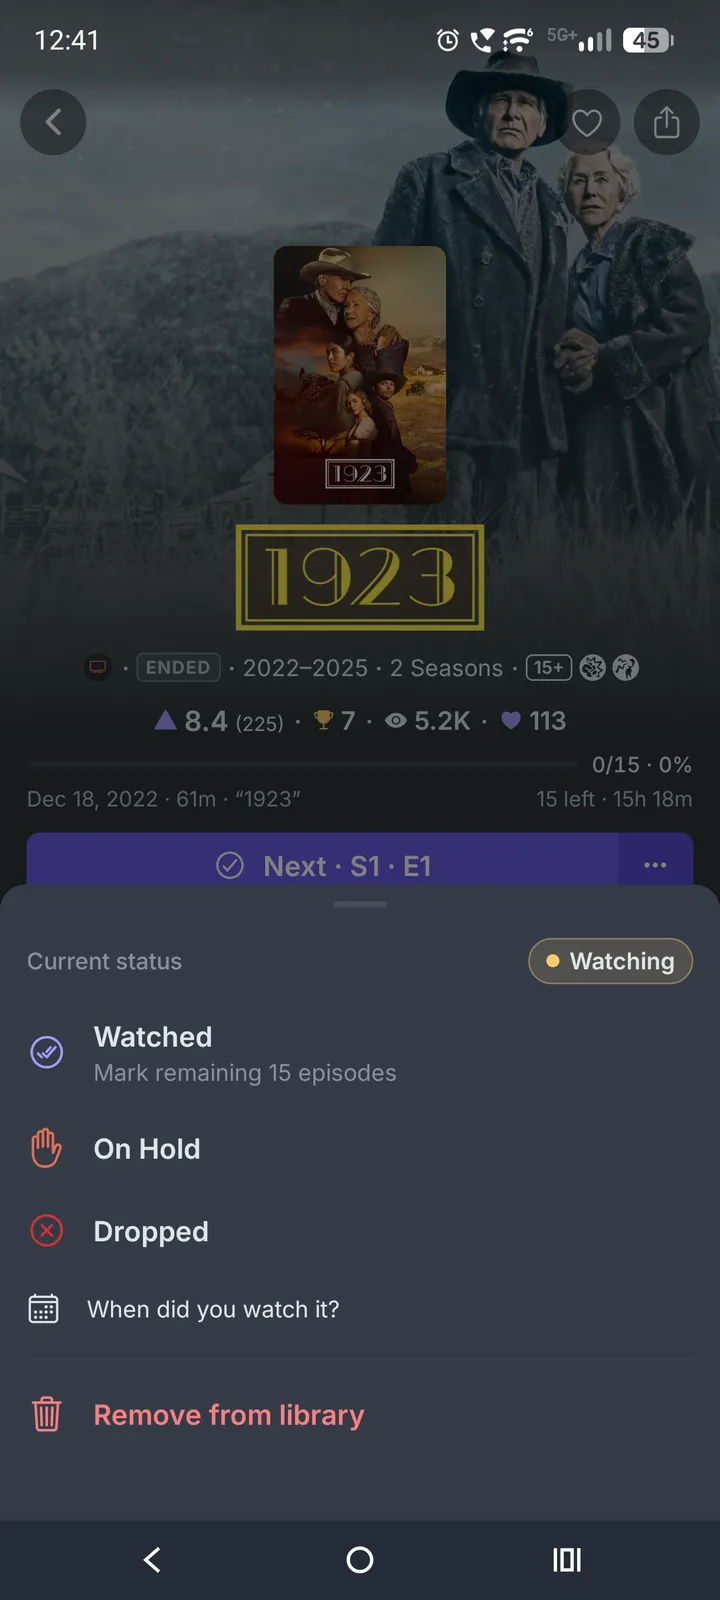 12:41
5G+
45
1923
1923
ENDED · 2022–2025 · 2 Seasons · 15+
8.4 (225) · 7 · 5.2K · 113
0/15 · 0%
Dec 18, 2022 · 61m · “1923”
15 left · 15h 18m
Next · S1 · E1
Current status
Watching
Watched
Mark remaining 15 episodes
On Hold
Dropped
When did you watch it?
Remove from library